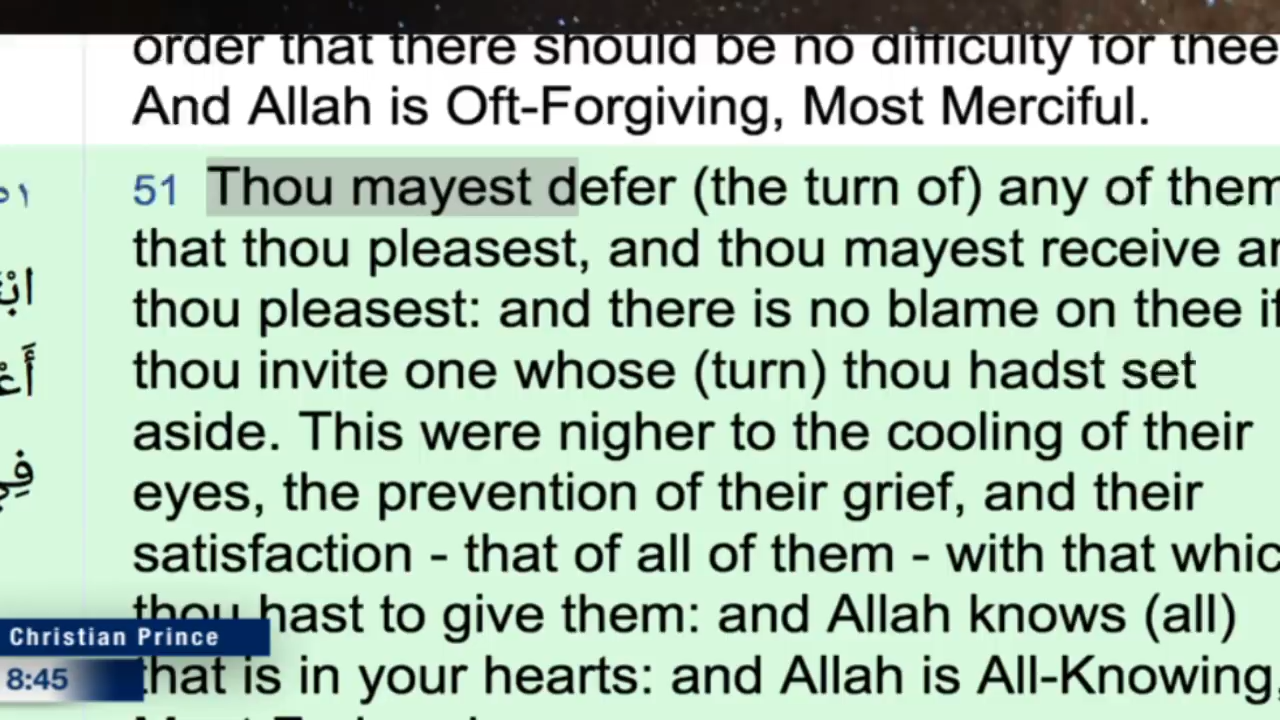 order that there should be no difficulty for thee
And Allah is Oft-Forgiving, Most Merciful.
51 Thou mayest defer (the turn of) any of them
that thou pleasest, and thou mayest receive
thou pleasest: and there is no blame on thee if
thou invite one whose (turn) thou hadst set
aside. This were nigher to the cooling of their
eyes, the prevention of their grief, and their
satisfaction - that of all of them - with that
thou hast to give them: and Allah knows (all)
that is in your hearts: and Allah is All-Knowing,
Christian Prince
8:45